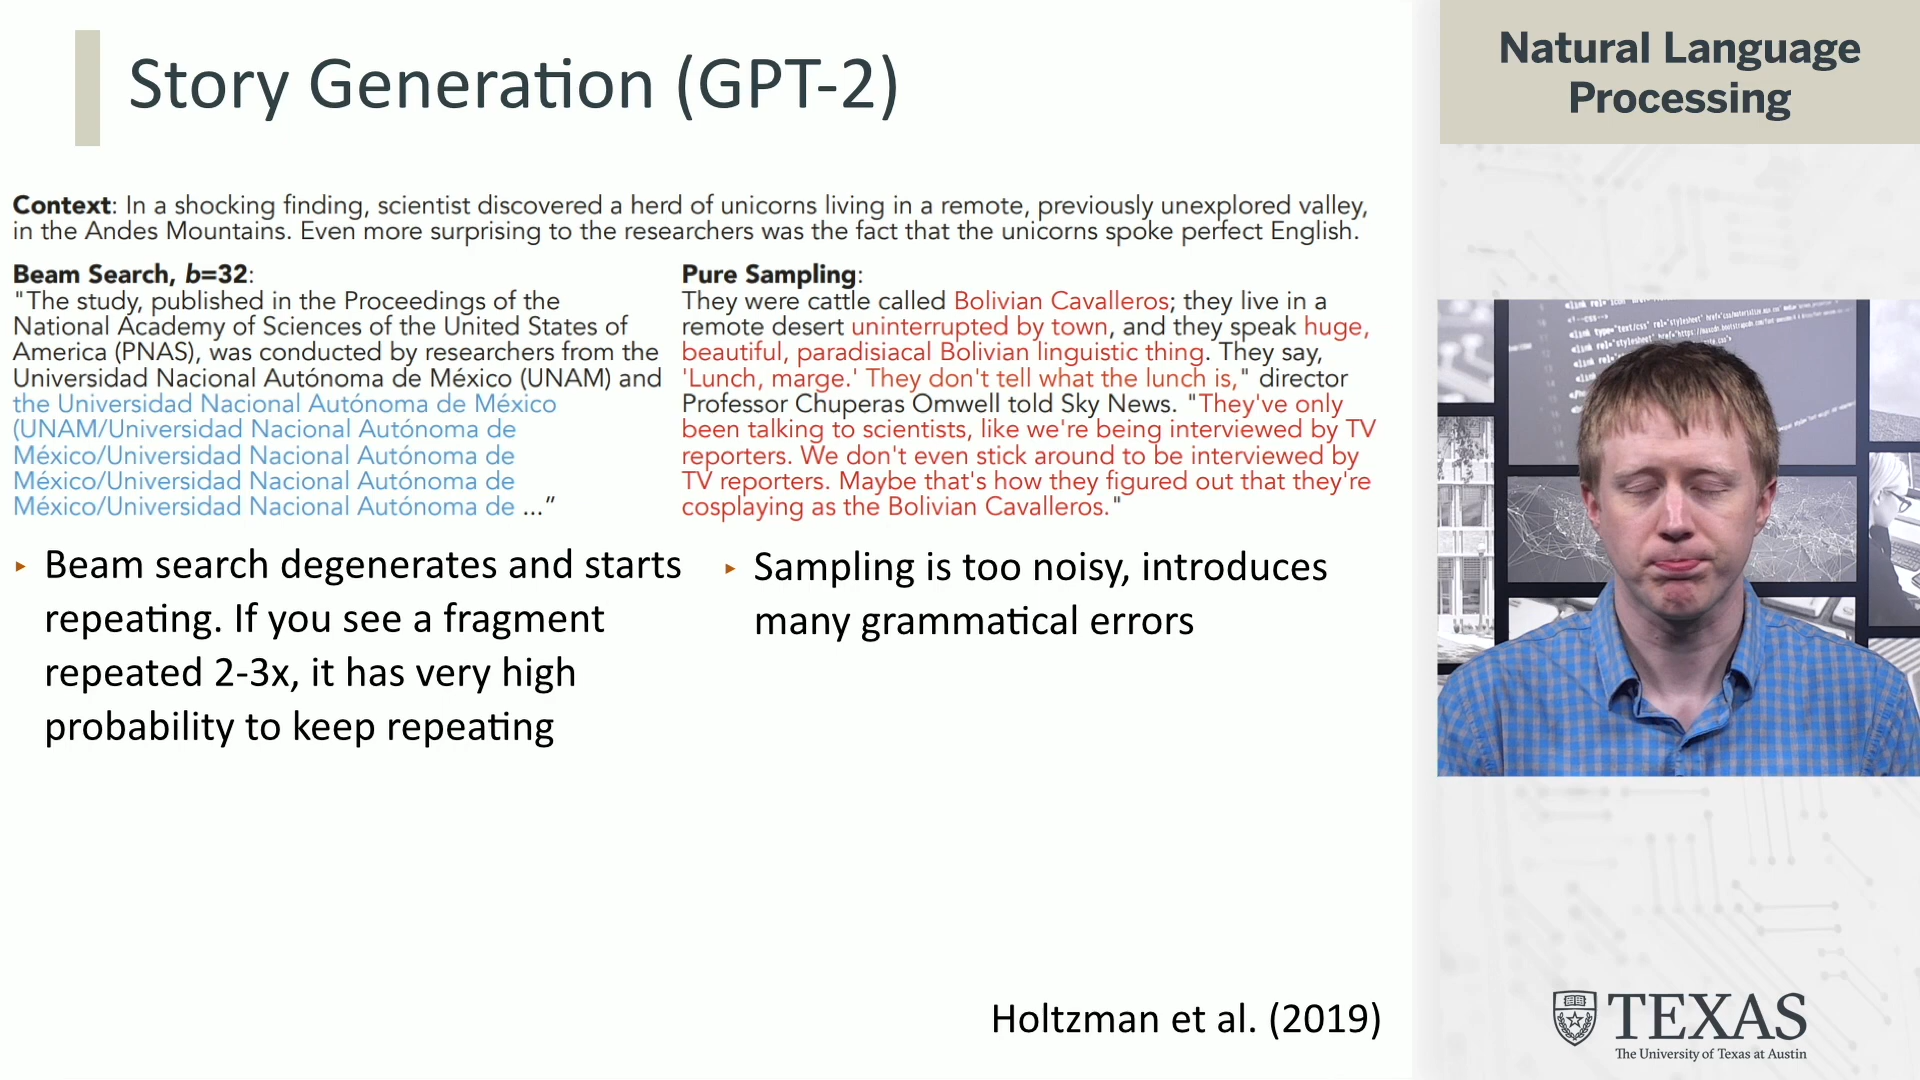 Story Generation (GPT-2)
Context: In a shocking finding, scientist discovered a herd of unicorns living in a remote, previously unexplored valley,
in the Andes Mountains. Even more surprising to the researchers was the fact that the unicorns spoke perfect English.
Beam Search, b=32:
"The study, published in the Proceedings of the
National Academy of Sciences of the United States of
America (PNAS), was conducted by researchers from the
Universidad Nacional Autónoma de México (UNAM) and
the Universidad Nacional Autónoma de México
(UNAM/Universidad Nacional Autónoma de
México/Universidad Nacional Autónoma de
México/Universidad Nacional Autónoma de
México/Universidad Nacional Autónoma de ...”
Pure Sampling:
They were cattle called Bolivian Cavalleros; they live in a
remote desert uninterrupted by town, and they speak huge,
beautiful, paradisiacal Bolivian linguistic thing. They say,
'Lunch, marge.' They don't tell what the lunch is," director
Professor Chuperas Omwell told Sky News. "They've only
been talking to scientists, like we're being interviewed by TV
reporters. We don't even stick around to be interviewed by
TV reporters. Maybe that's how they figured out that they're
cosplaying as the Bolivian Cavalleros."
‣ Beam search degenerates and starts
repeating. If you see a fragment
repeated 2-3x, it has very high
probability to keep repeating
‣ Sampling is too noisy, introduces
many grammatical errors
Holtzman et al. (2019)
Natural Language
Processing
TEXAS
The University of Texas at Austin